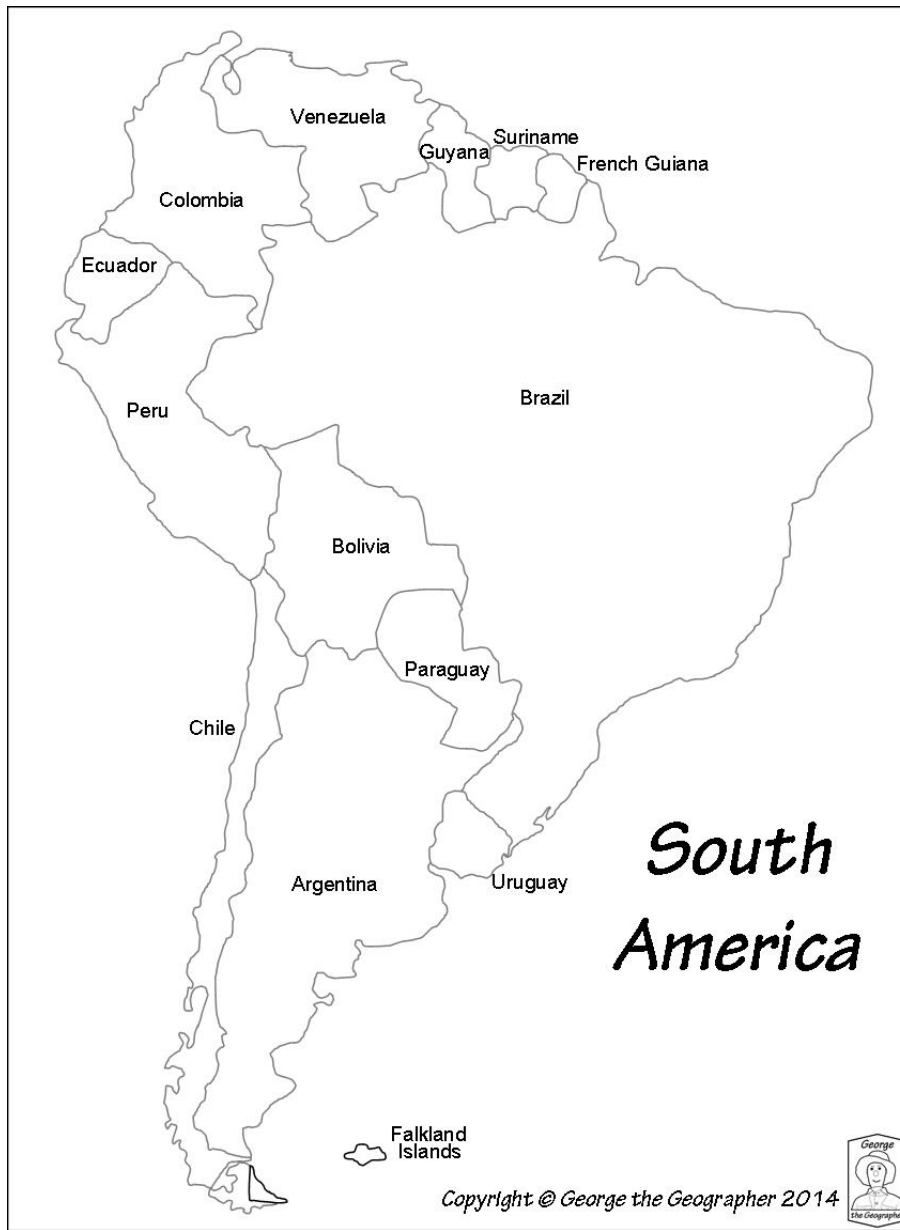 Venezuela
Suriname
Guyana
French Guiana
Colombia
Ecuador
Peru
Brazil
Bolivia
Paraguay
Chile
Argentina
Uruguay
South
America
Falkland
Islands
Copyright © George the Geographer 2014
George
the Geographer